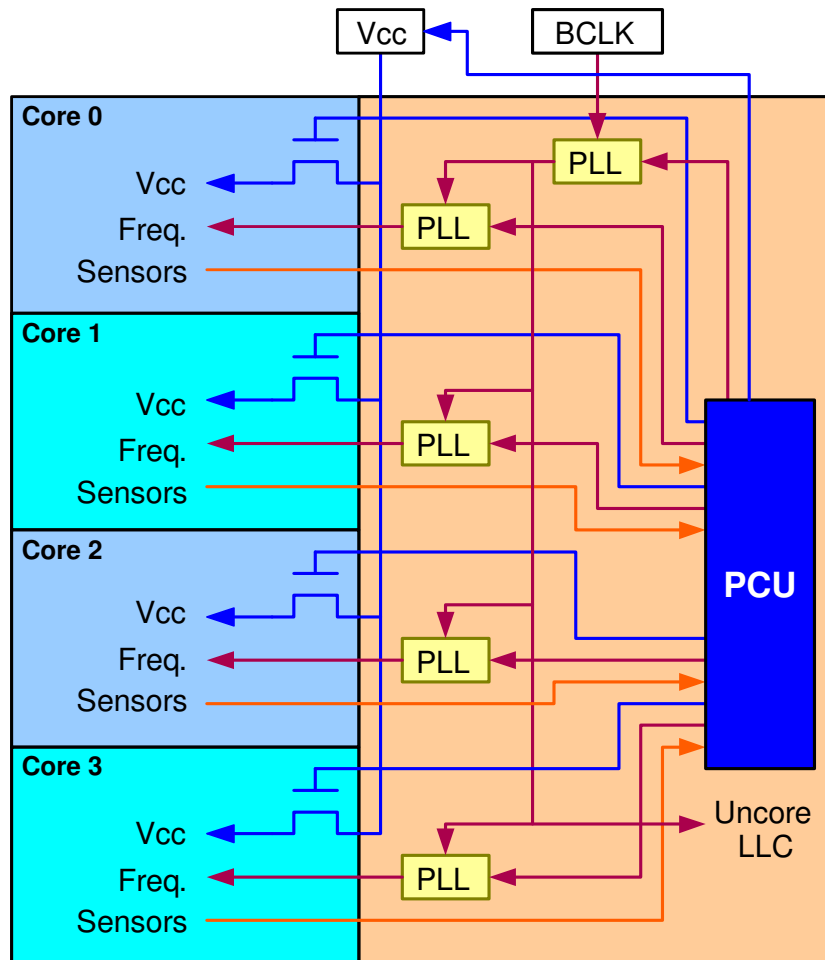 Vcc
BCLK
Core 0
PLL
Vcc
PLL
Freq.
Sensors
Core 1
Vcc
PLL
Freq.
Sensors
Core 2
PCU
Vcc
Freq.
PLL
Sensors
Core 3
Uncore
LLC
Vcc
Freq.
PLL
Sensors